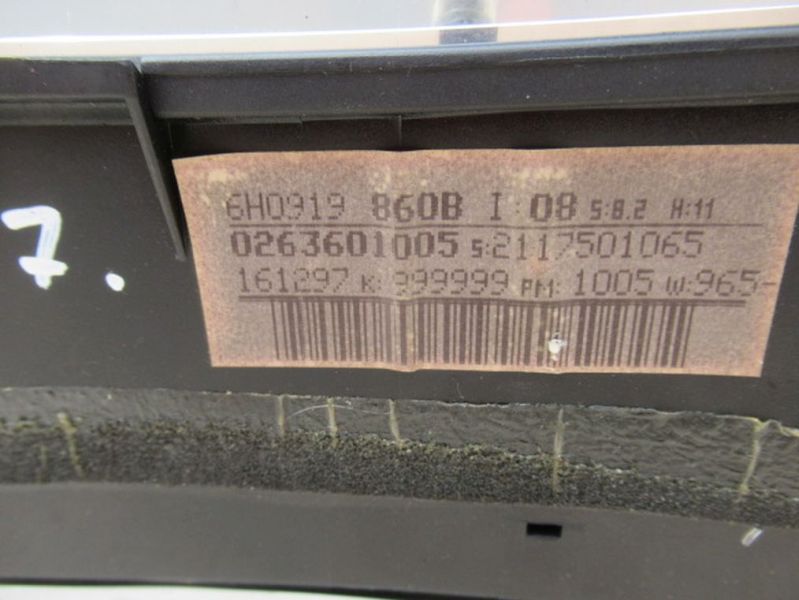 6H0919 860B I:08 S:8.2 H:11
7.
0263601005 S:2117501065
161297 K:999999 PM:1005 W:965-